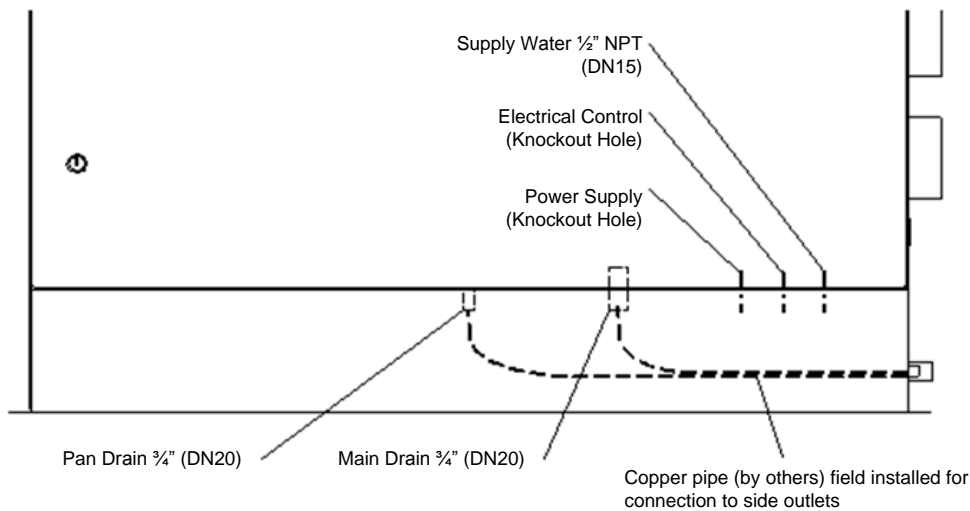 Supply Water ½” NPT
(DN15)
Electrical Control
(Knockout Hole)
Power Supply
(Knockout Hole)
Pan Drain ¾” (DN20)
Main Drain ¾” (DN20)
Copper pipe (by others) field installed for
connection to side outlets